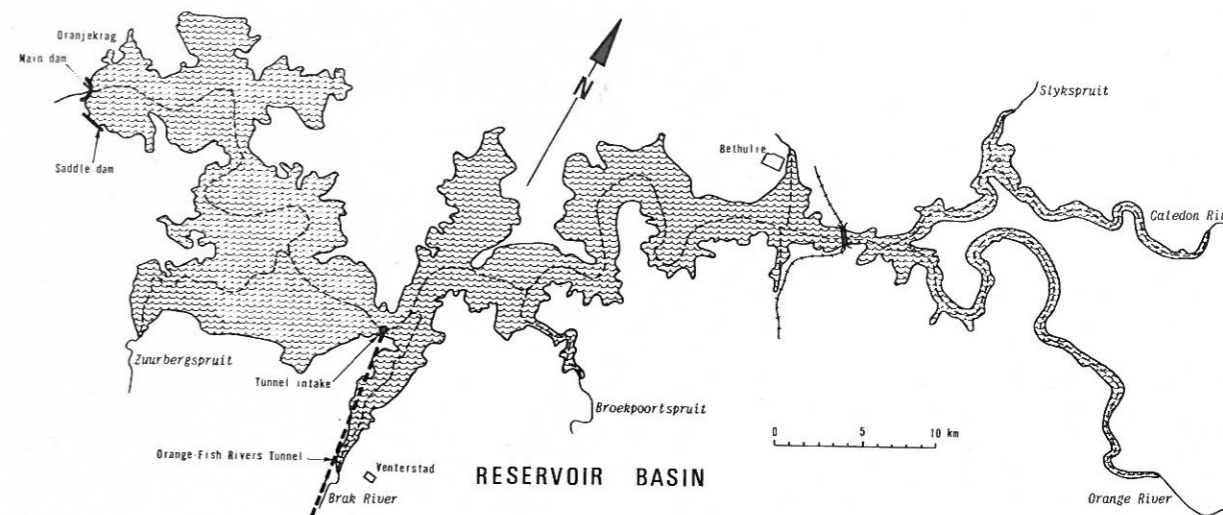 Oranjekrag
Main dam
Saddle dam
N
Slykspruit
Bethulie
Zuurbergspruit
Tunnel intake
Broekpoortspruit
0 5 10 km
Orange-Fish Rivers Tunnel
Venterstad
Brak River
RESERVOIR BASIN
Orange River